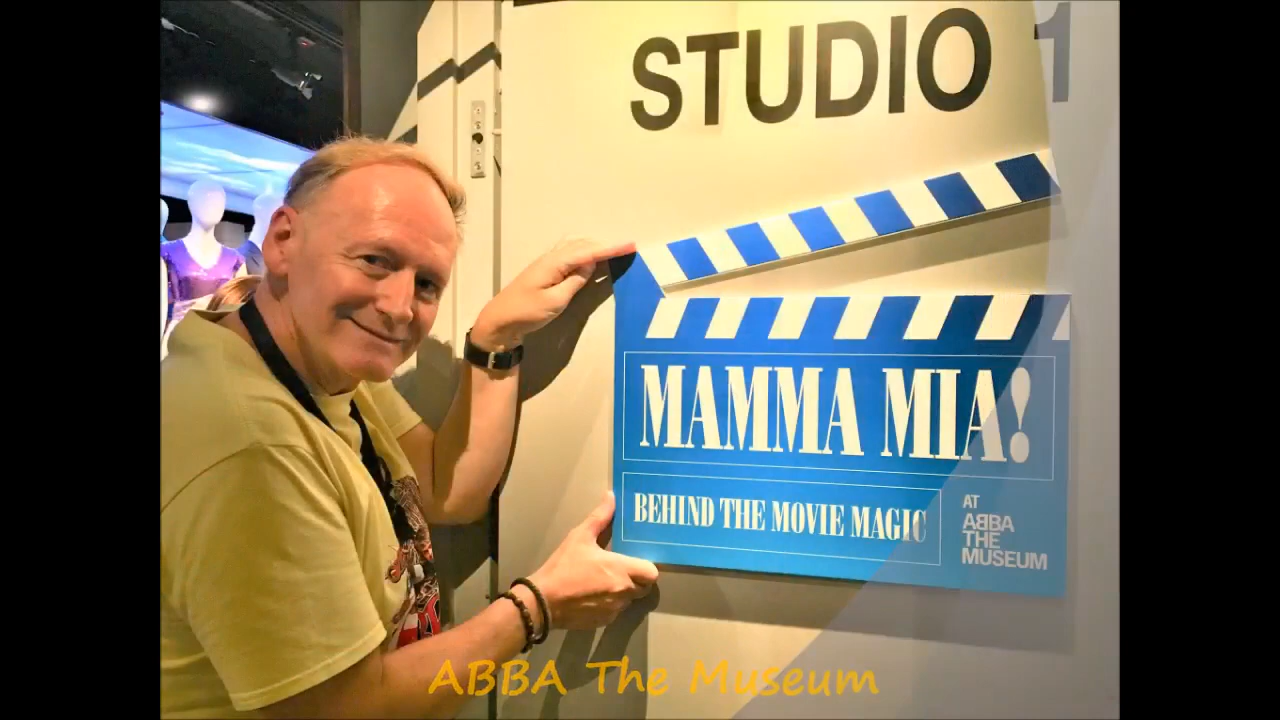 STUDIO 1
MAMMA MIA!
BEHIND THE MOVIE MAGIC
AT
ABBA
THE
MUSEUM
ABBA The Museum